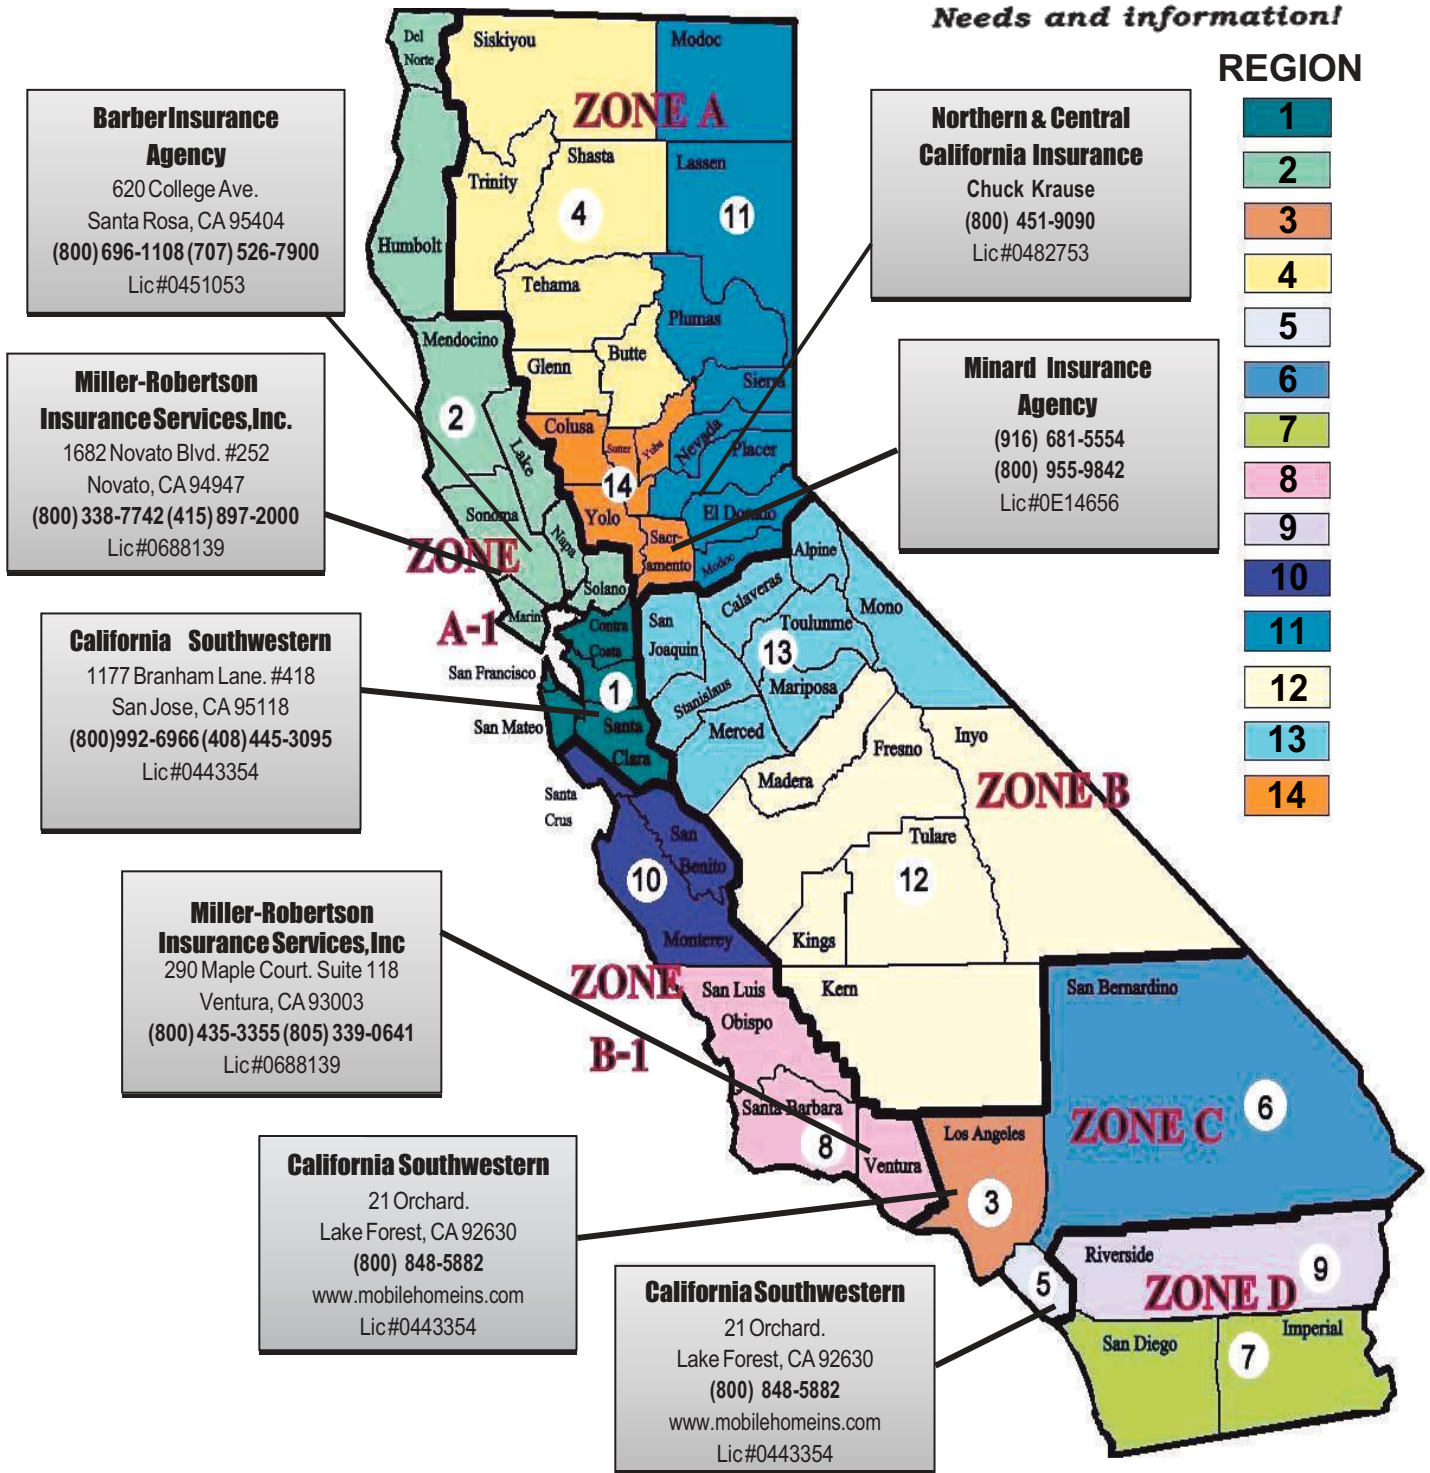 Needs and information!
REGION
1
2
3
4
5
6
7
8
9
10
11
12
13
14
Barber Insurance
Agency
620 College Ave.
Santa Rosa, CA 95404
(800) 696-1108 (707) 526-7900
Lic#0451053
Miller-Robertson
Insurance Services, Inc.
1682 Novato Blvd. #252
Novato, CA 94947
(800) 338-7742 (415) 897-2000
Lic#0688139
California Southwestern
1177 Branham Lane. #418
San Jose, CA 95118
(800)992-6966 (408)445-3095
Lic#0443354
Miller-Robertson
Insurance Services, Inc
290 Maple Court. Suite 118
Ventura, CA 93003
(800) 435-3355 (805) 339-0641
Lic#0688139
California Southwestern
21 Orchard.
Lake Forest, CA 92630
(800) 848-5882
www.mobilehomeins.com
Lic#0443354
California Southwestern
21 Orchard.
Lake Forest, CA 92630
(800) 848-5882
www.mobilehomeins.com
Lic#0443354
Northern & Central
California Insurance
Chuck Krause
(800) 451-9090
Lic#0482753
Minard Insurance
Agency
(916) 681-5554
(800) 955-9842
Lic#0E14656
Del
Norte
Siskiyou
Modoc
ZONE A
Shasta
Lassen
Trinity
4
11
Humbolt
Tehama
Plumas
Mendocino
Butte
Glenn
Sierra
2
Colusa
Sutter
Yuba
Nevada
Placer
Lake
14
Sonoma
Yolo
El Dorado
Napa
Sacr-
amento
Modoc
Alpine
ZONE
A-1
Solano
Marin
Calaveras
Mono
Contra
Costa
San
Joaquin
Toulunme
13
San Francisco
1
Stanislaus
Mariposa
San Mateo
Santa
Clara
Merced
Fresno
Inyo
Madera
ZONE B
Santa
Crus
San
Benito
Tulare
10
12
Monterey
Kings
ZONE
B-1
San Luis
Obispo
Kern
San Bernardino
Santa Barbara
8
Ventura
Los Angeles
ZONE C
6
3
Riverside
5
ZONE D
9
San Diego
Imperial
7